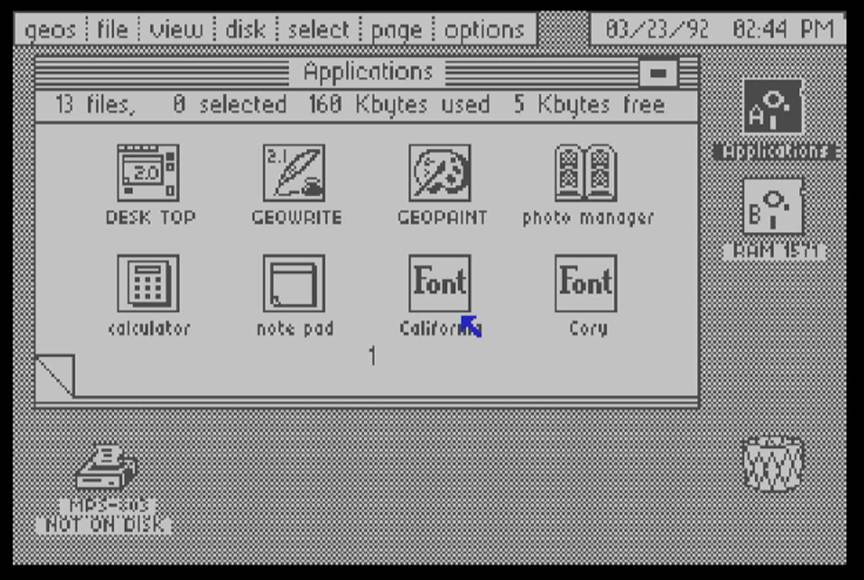 geos file view disk select page options 03/23/92 02:44 PM
Applications
13 files, 0 selected 160 Kbytes used 5 Kbytes free
A
Applications
2.0
2.1
DESK TOP GEOWRITE GEOPAINT photo manager
B
RAM 1571
Font Font
calculator note pad California Cory
1
MPS-803
NOT ON DISK